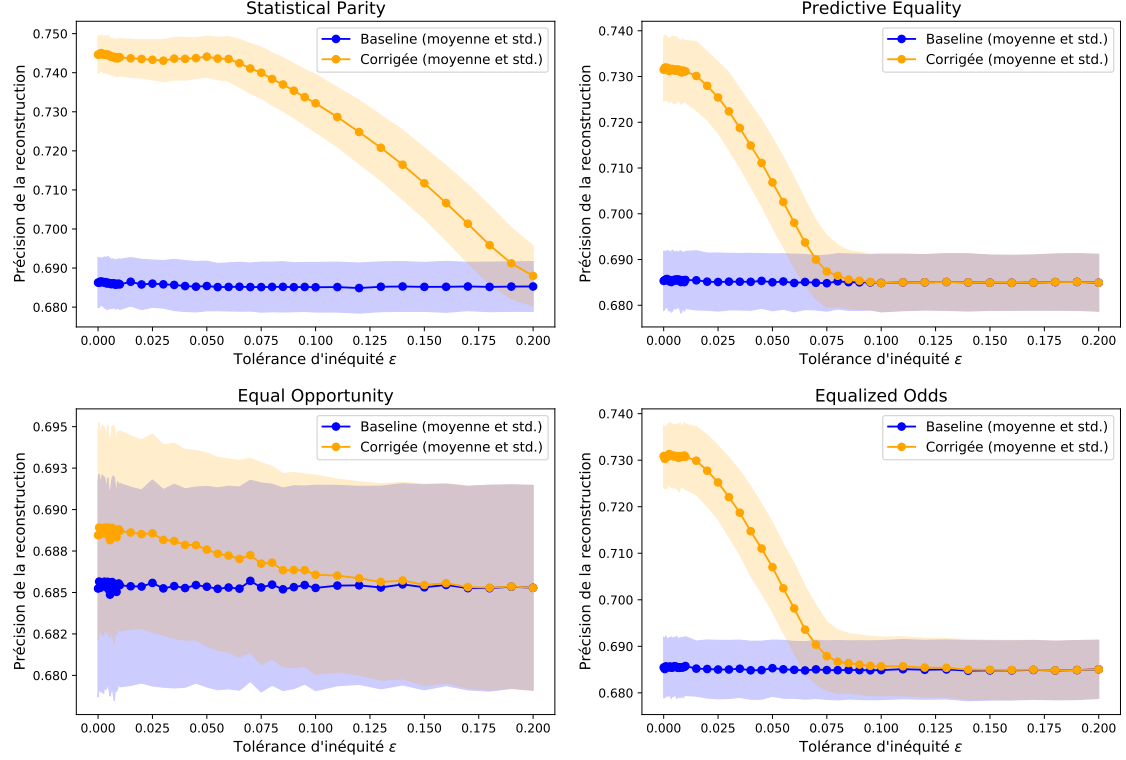 Statistical Parity
Précision de la reconstruction
0.750
0.740
0.730
0.720
0.710
0.700
0.690
0.680
Baseline (moyenne et std.)
Corrigée (moyenne et std.)
0.000 0.025 0.050 0.075 0.100 0.125 0.150 0.175 0.200
Tolérance d'inéquité ε
Predictive Equality
Précision de la reconstruction
0.740
0.730
0.720
0.710
0.700
0.690
0.680
Baseline (moyenne et std.)
Corrigée (moyenne et std.)
0.000 0.025 0.050 0.075 0.100 0.125 0.150 0.175 0.200
Tolérance d'inéquité ε
Equal Opportunity
Précision de la reconstruction
0.695
0.693
0.690
0.688
0.685
0.682
0.680
Baseline (moyenne et std.)
Corrigée (moyenne et std.)
0.000 0.025 0.050 0.075 0.100 0.125 0.150 0.175 0.200
Tolérance d'inéquité ε
Equalized Odds
Précision de la reconstruction
0.740
0.730
0.720
0.710
0.700
0.690
0.680
Baseline (moyenne et std.)
Corrigée (moyenne et std.)
0.000 0.025 0.050 0.075 0.100 0.125 0.150 0.175 0.200
Tolérance d'inéquité ε